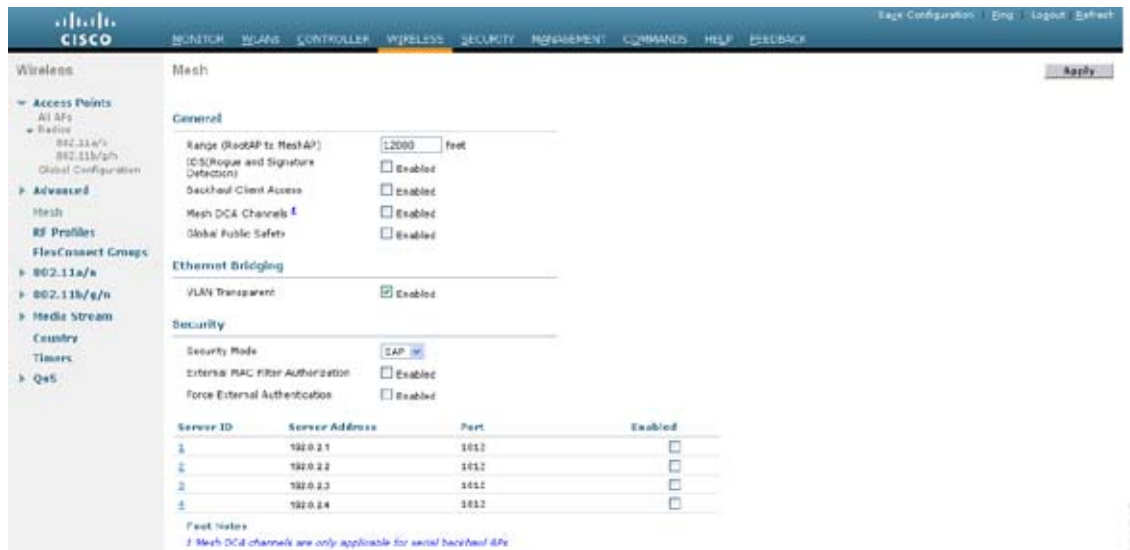 Save Configuration Ping Logout Refresh
CISCO
MONITOR WLANs CONTROLLER WIRELESS SECURITY MANAGEMENT COMMANDS HELP FEEDBACK
Wireless
Access Points
All APs
Radios
802.11a/n
802.11b/g/n
Global Configuration
Advanced
Mesh
RF Profiles
FlexConnect Groups
802.11a/n
802.11b/g/n
Media Stream
Country
Timers
QoS
Mesh
Apply
General
Range (RootAP to MeshAP) 12000 feet
IDS(Rogue and Signature Detection) Enabled
Backhaul Client Access Enabled
Mesh DCA Channels 1 Enabled
Global Public Safety Enabled
Ethernet Bridging
VLAN Transparent Enabled
Security
Security Mode EAP
External MAC Filter Authorization Enabled
Force External Authentication Enabled
Server ID Server Address Port Enabled
1 192.0.2.1 1812
2 192.0.2.2 1812
3 192.0.2.3 1812
4 192.0.2.4 1812
Foot Notes
1 Mesh DCA channels are only applicable for serial backhaul APs